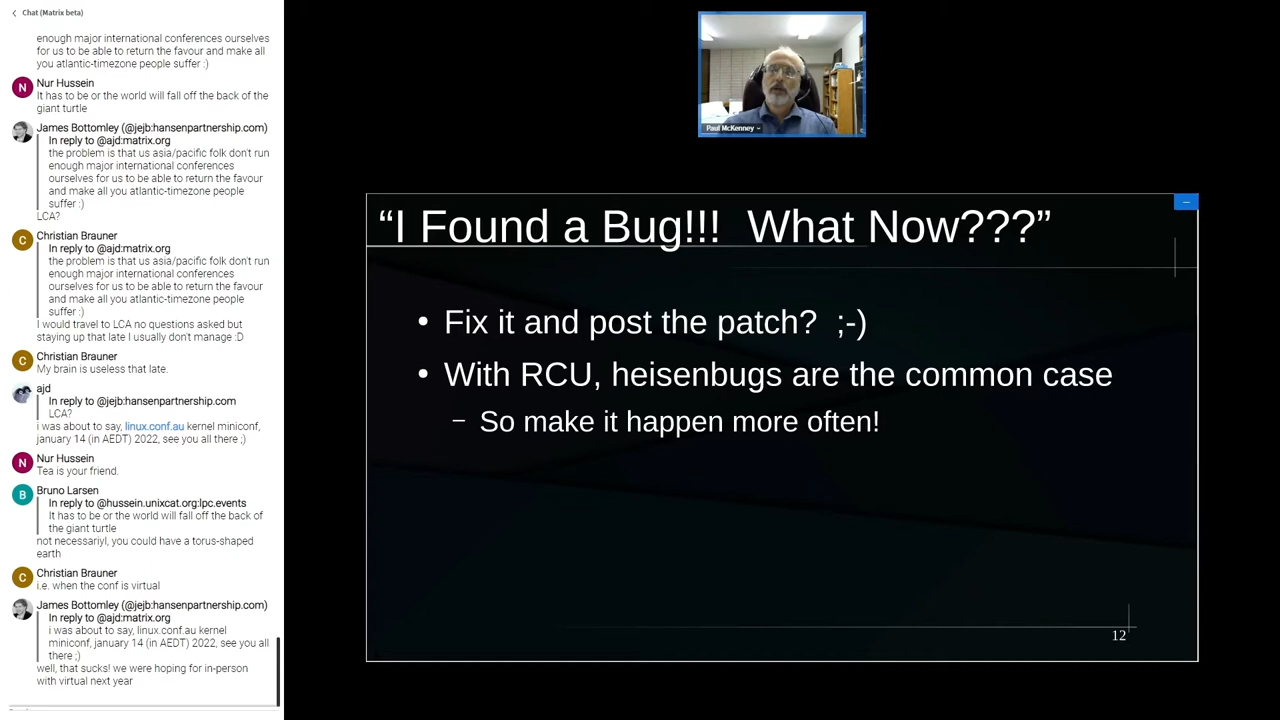 Chat (Matrix beta)
enough major international conferences ourselves
for us to be able to return the favour and make all
you atlantic-timezone people suffer :)
N
Nur Hussein
It has to be or the world will fall off the back of the
giant turtle
James Bottomley (@jejb:hansenpartnership.com)
In reply to @ajd:matrix.org
the problem is that us asia/pacific folk don't run
enough major international conferences
ourselves for us to be able to return the favour
and make all you atlantic-timezone people
suffer :)
LCA?
C
Christian Brauner
In reply to @ajd:matrix.org
the problem is that us asia/pacific folk don't run
enough major international conferences
ourselves for us to be able to return the favour
and make all you atlantic-timezone people
suffer :)
I would travel to LCA no questions asked but
staying up that late I usually don't manage :D
C
Christian Brauner
My brain is useless that late.
ajd
In reply to @jejb:hansenpartnership.com
LCA?
i was about to say, linux.conf.au kernel miniconf,
january 14 (in AEDT) 2022, see you all there ;)
N
Nur Hussein
Tea is your friend.
B
Bruno Larsen
In reply to @hussein.unixcat.org:lpc.events
It has to be or the world will fall off the back of
the giant turtle
not necessariyl, you could have a torus-shaped
earth
C
Christian Brauner
i.e. when the conf is virtual
James Bottomley (@jejb:hansenpartnership.com)
In reply to @ajd:matrix.org
i was about to say, linux.conf.au kernel
miniconf, january 14 (in AEDT) 2022, see you all
there ;)
well, that sucks! we were hoping for in-person
with virtual next year
Paul McKenney
“I Found a Bug!!! What Now???”
• Fix it and post the patch? ;-)
• With RCU, heisenbugs are the common case
– So make it happen more often!
12